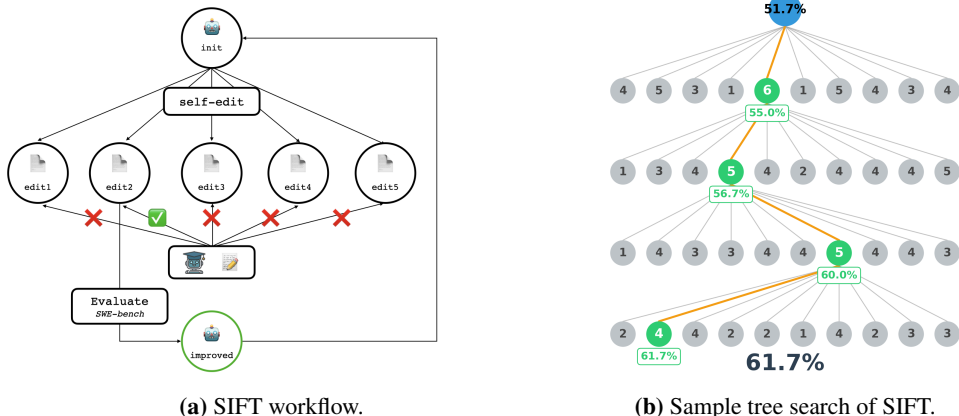 init
self-edit
edit1 edit2 edit3 edit4 edit5
Evaluate
SWE-bench
improved
(a) SIFT workflow.
51.7%
4 5 3 1 6 1 5 4 3 4
55.0%
1 3 4 5 4 2 4 4 4 5
56.7%
1 4 3 3 4 4 5 4 4 3
60.0%
2 4 4 2 2 1 4 2 3 3
61.7%
61.7%
(b) Sample tree search of SIFT.